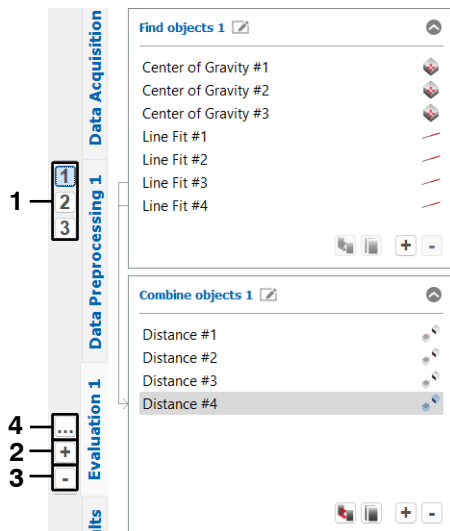 Data Acquisition
Data Preprocessing 1
Evaluation 1
lts
1
1
2
3
4
...
2
+
3
-
Find objects 1
Center of Gravity #1
Center of Gravity #2
Center of Gravity #3
Line Fit #1
Line Fit #2
Line Fit #3
Line Fit #4
+ -
Combine objects 1
Distance #1
Distance #2
Distance #3
Distance #4
+ -